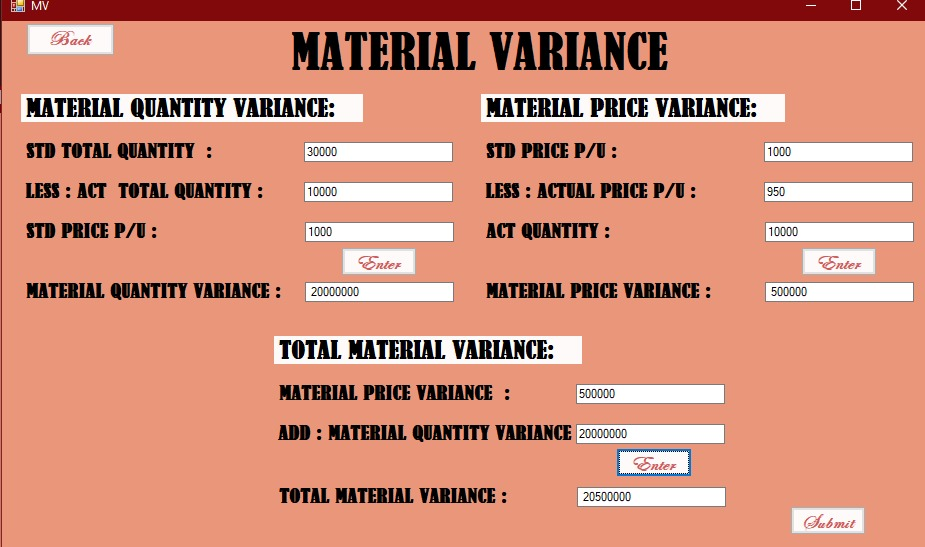 MV
Back
MATERIAL VARIANCE
MATERIAL QUANTITY VARIANCE:
STD TOTAL QUANTITY : 30000
LESS : ACT TOTAL QUANTITY : 10000
STD PRICE P/U : 1000
Enter
MATERIAL QUANTITY VARIANCE : 20000000
MATERIAL PRICE VARIANCE:
STD PRICE P/U : 1000
LESS : ACTUAL PRICE P/U : 950
ACT QUANTITY : 10000
Enter
MATERIAL PRICE VARIANCE : 500000
TOTAL MATERIAL VARIANCE:
MATERIAL PRICE VARIANCE : 500000
ADD : MATERIAL QUANTITY VARIANCE 20000000
Enter
TOTAL MATERIAL VARIANCE : 20500000
Submit